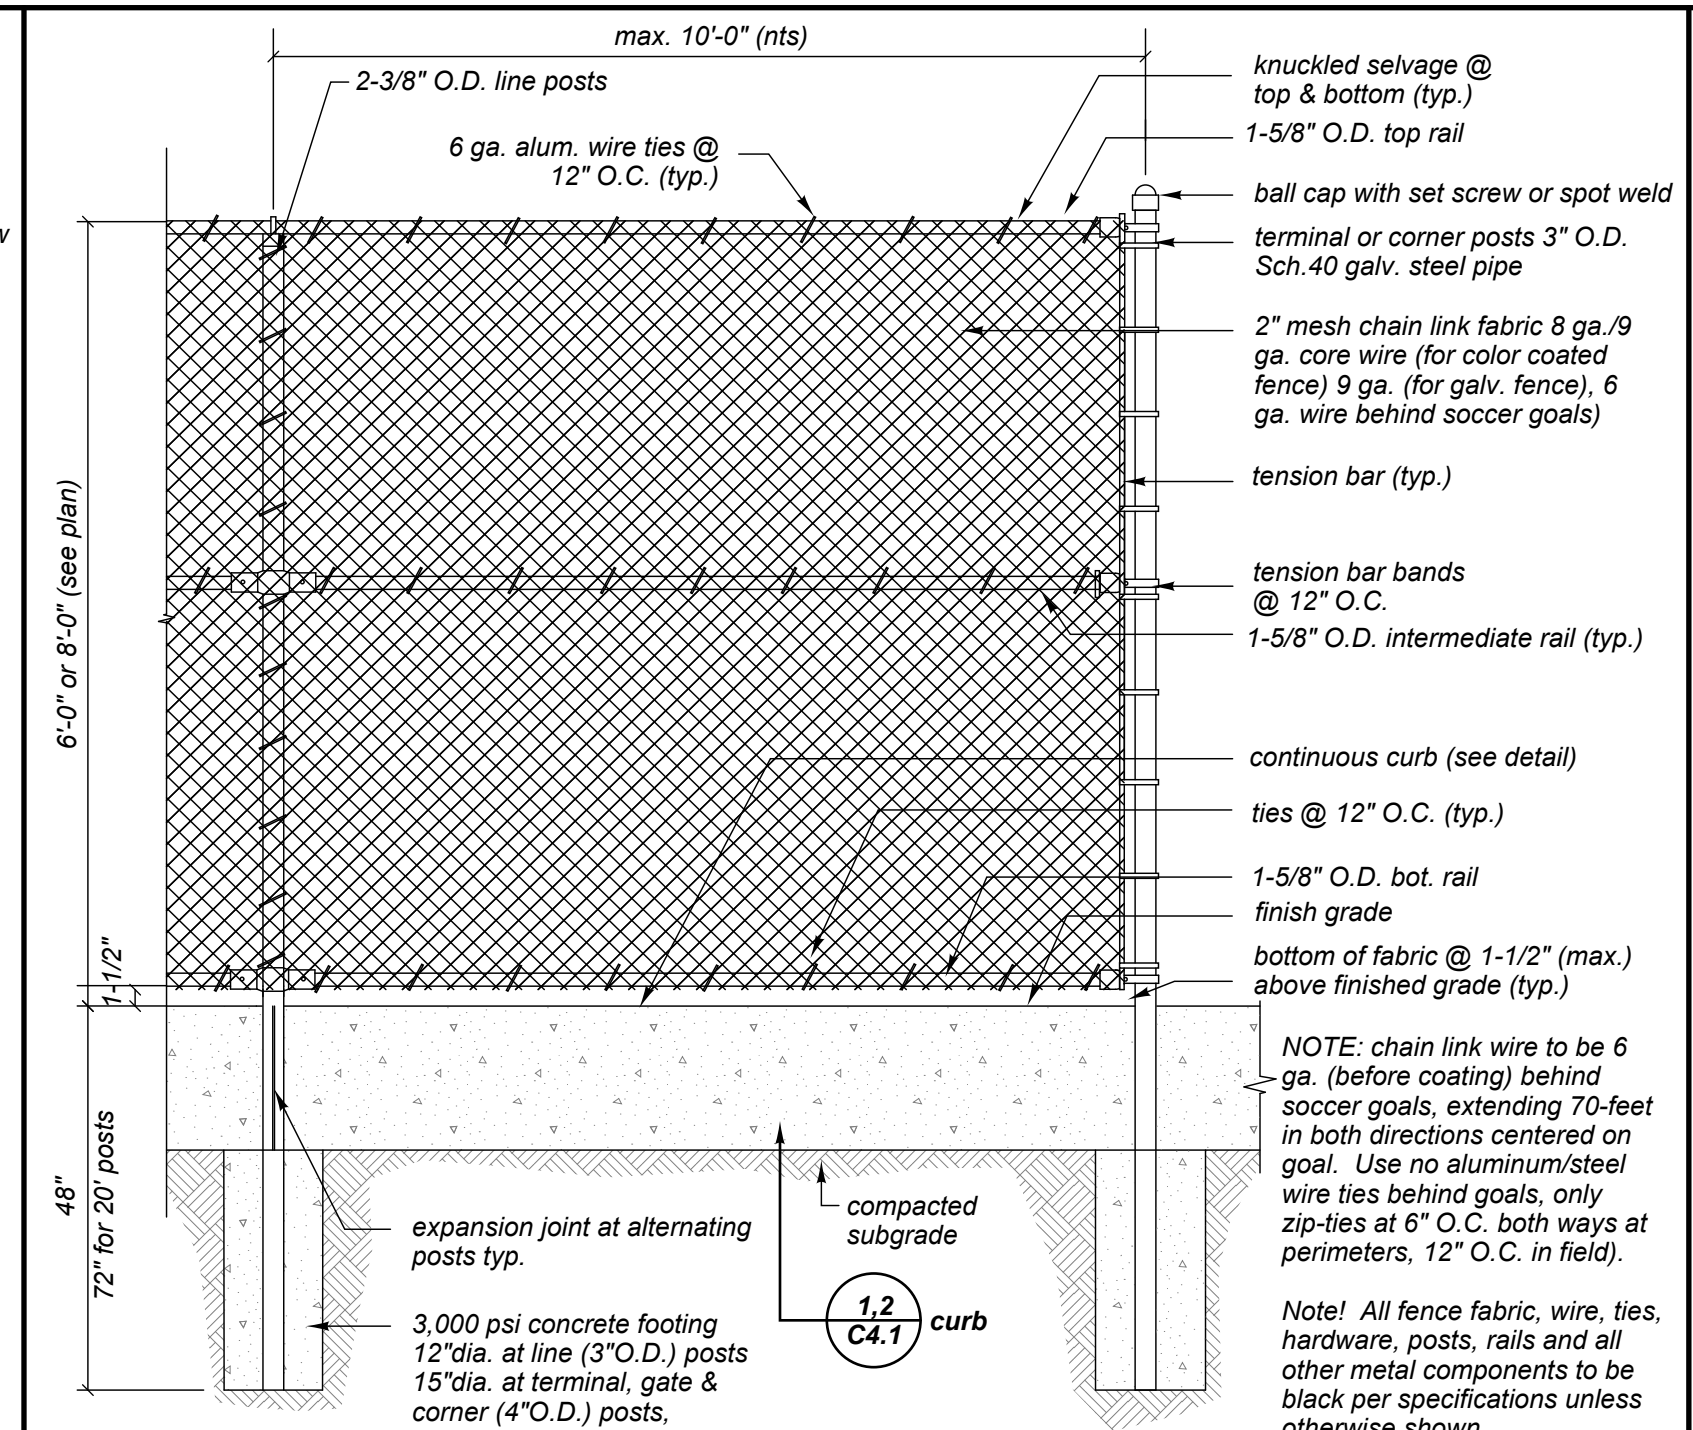 max. 10'-0" (nts)
2-3/8" O.D. line posts
6 ga. alum. wire ties @
12" O.C. (typ.)
knuckled selvage @
top & bottom (typ.)
1-5/8" O.D. top rail
ball cap with set screw or spot weld
terminal or corner posts 3" O.D.
Sch.40 galv. steel pipe
2" mesh chain link fabric 8 ga./9
ga. core wire (for color coated
fence) 9 ga. (for galv. fence), 6
ga. wire behind soccer goals)
tension bar (typ.)
tension bar bands
@ 12" O.C.
1-5/8" O.D. intermediate rail (typ.)
continuous curb (see detail)
ties @ 12" O.C. (typ.)
1-5/8" O.D. bot. rail
finish grade
bottom of fabric @ 1-1/2" (max.)
above finished grade (typ.)
6'-0" or 8'-0" (see plan)
1-1/2"
48"
72" for 20' posts
expansion joint at alternating
posts typ.
3,000 psi concrete footing
12"dia. at line (3"O.D.) posts
15"dia. at terminal, gate &
corner (4"O.D.) posts,
compacted
subgrade
1,2
C4.1
curb
NOTE: chain link wire to be 6
ga. (before coating) behind
soccer goals, extending 70-feet
in both directions centered on
goal. Use no aluminum/steel
wire ties behind goals, only
zip-ties at 6" O.C. both ways at
perimeters, 12" O.C. in field).
Note! All fence fabric, wire, ties,
hardware, posts, rails and all
other metal components to be
black per specifications unless
otherwise shown